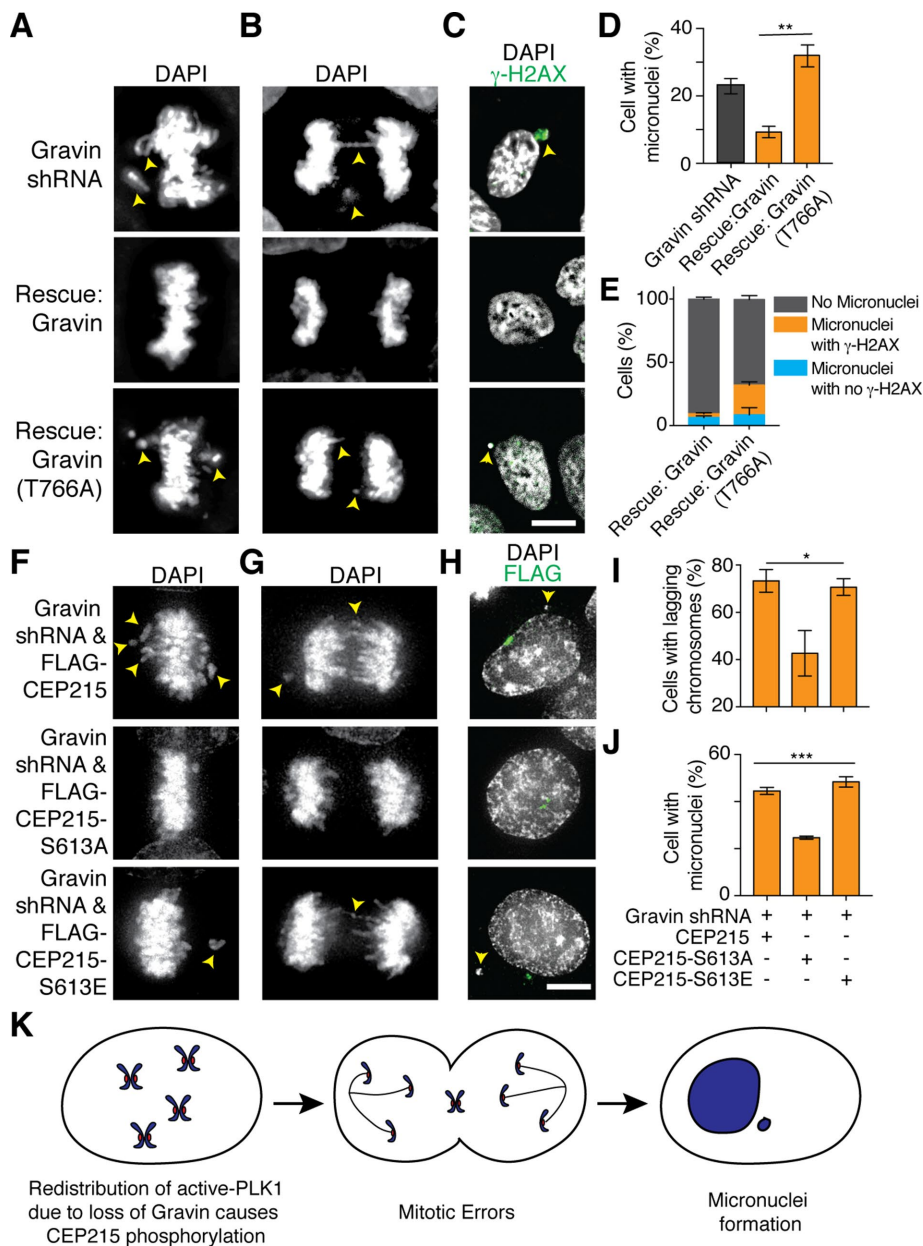 A
B
C
D
DAPI
DAPI
DAPI
γ-H2AX
Gravin
shRNA
Rescue:
Gravin
Rescue:
Gravin
(T766A)
Cell with
micronuclei (%)
40
20
0
**
Gravin shRNA
Rescue:Gravin
Rescue: Gravin
(T766A)
E
Cells (%)
100
50
0
No Micronuclei
Micronuclei
with γ-H2AX
Micronuclei
with no γ-H2AX
Rescue: Gravin
Rescue: Gravin
(T766A)
F
G
H
I
DAPI
DAPI
DAPI
FLAG
Gravin
shRNA &
FLAG-
CEP215
Gravin
shRNA &
FLAG-
CEP215-
S613A
Gravin
shRNA &
FLAG-
CEP215-
S613E
Cells with lagging
chromosomes (%)
80
60
40
20
*
J
Cell with
micronuclei (%)
60
0
***
Gravin shRNA + + +
CEP215 + - -
CEP215-S613A - + -
CEP215-S613E - - +
K
Redistribution of active-PLK1
due to loss of Gravin causes
CEP215 phosphorylation
Mitotic Errors
Micronuclei
formation